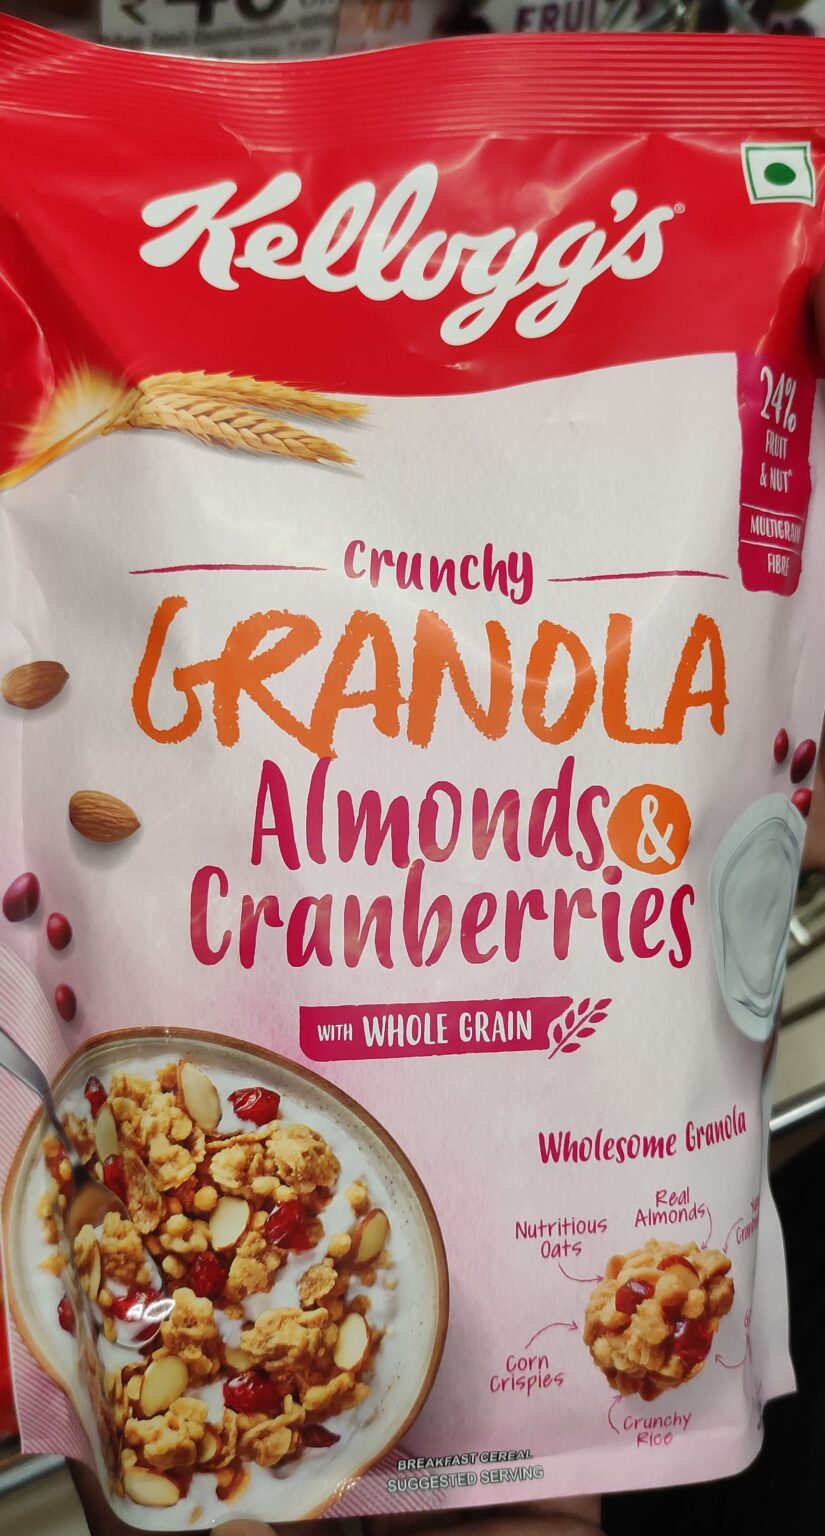 Kellogg's
24%
FRUIT
& NUT^
MULTIGRAIN
FIBRE
Crunchy
GRANOLA
Almonds &
Cranberries
WITH WHOLE GRAIN
Wholesome Granola
Real
Almonds
Nutritious
Oats
Corn
Crispies
Crunchy
Rice
BREAKFAST CEREAL
SUGGESTED SERVING